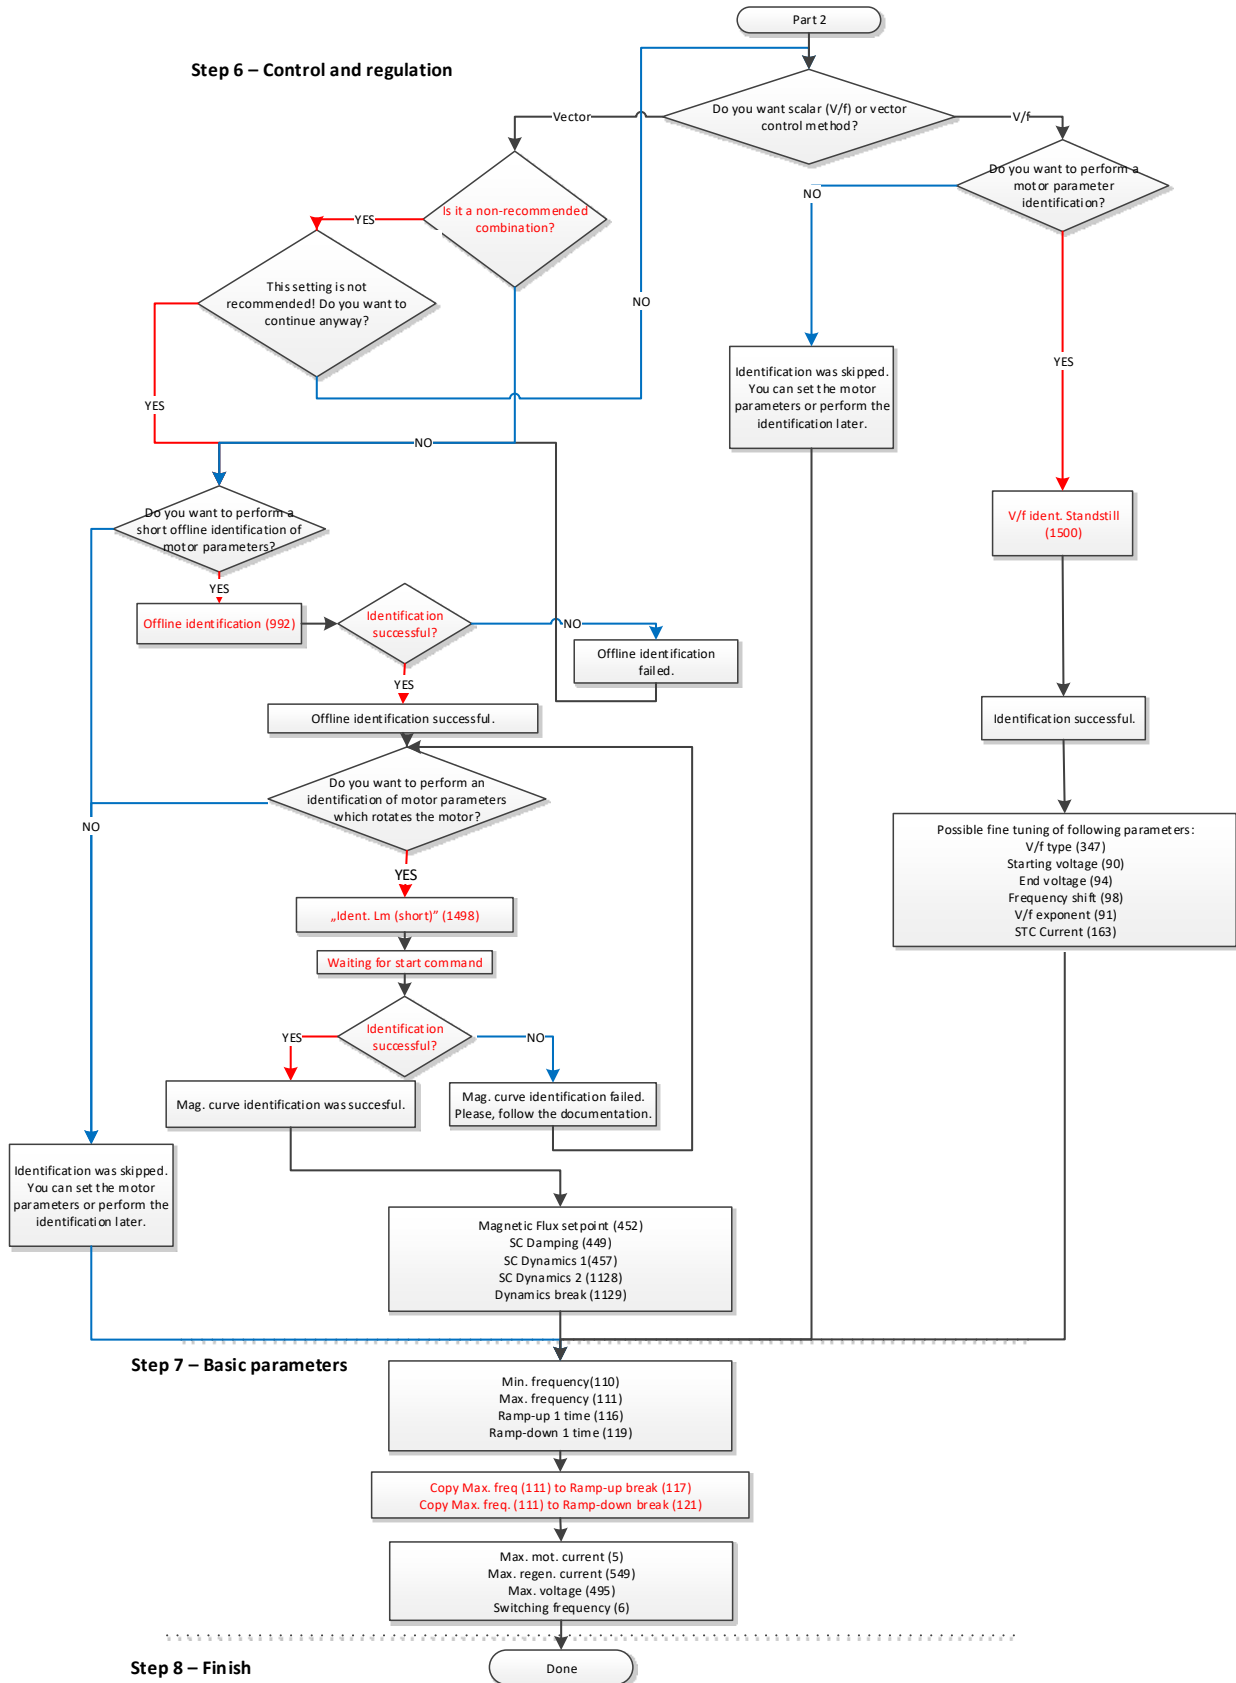 Part 2
Step 6 – Control and regulation
Do you want scalar (V/f) or vector
control method?
Vector
V/f
Do you want to perform a
motor parameter
identification?
NO
Is it a non-recommended
combination?
YES
This setting is not
recommended! Do you want to
continue anyway?
NO
YES
Identification was skipped.
You can set the motor
parameters or perform the
identification later.
YES
NO
Do you want to perform a
short offline identification of
motor parameters?
V/f ident. Standstill
(1500)
YES
Offline identification (992)
Identification
successful?
NO
Offline identification
failed.
YES
Offline identification successful.
Identification successful.
Do you want to perform an
identification of motor parameters
which rotates the motor?
NO
Possible fine tuning of following parameters:
V/f type (347)
Starting voltage (90)
End voltage (94)
Frequency shift (98)
V/f exponent (91)
STC Current (163)
YES
„Ident. Lm (short)” (1498)
Waiting for start command
Identification
successful?
YES
NO
Mag. curve identification was succesful.
Mag. curve identification failed.
Please, follow the documentation.
Identification was skipped.
You can set the motor
parameters or perform the
identification later.
Magnetic Flux setpoint (452)
SC Damping (449)
SC Dynamics 1(457)
SC Dynamics 2 (1128)
Dynamics break (1129)
Step 7 – Basic parameters
Min. frequency(110)
Max. frequency (111)
Ramp-up 1 time (116)
Ramp-down 1 time (119)
Copy Max. freq (111) to Ramp-up break (117)
Copy Max. freq. (111) to Ramp-down break (121)
Max. mot. current (5)
Max. regen. current (549)
Max. voltage (495)
Switching frequency (6)
Step 8 – Finish
Done